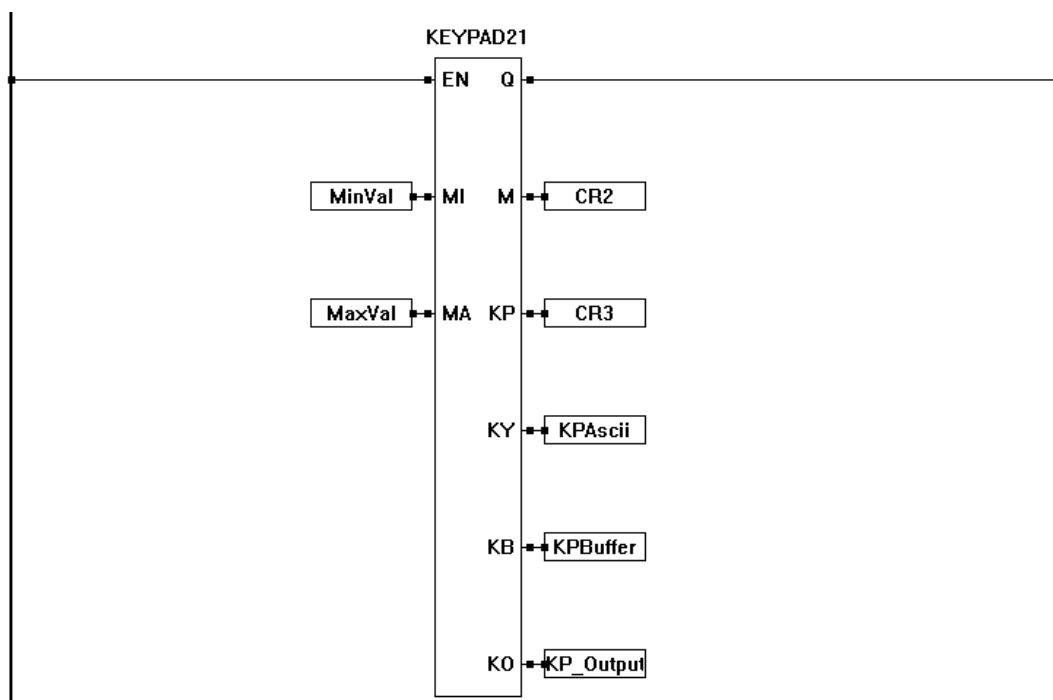 KEYPAD21
EN Q
MinVal MI M CR2
MaxVal MA KP CR3
KY KPAscii
KB KPBuffer
KO KP_Output